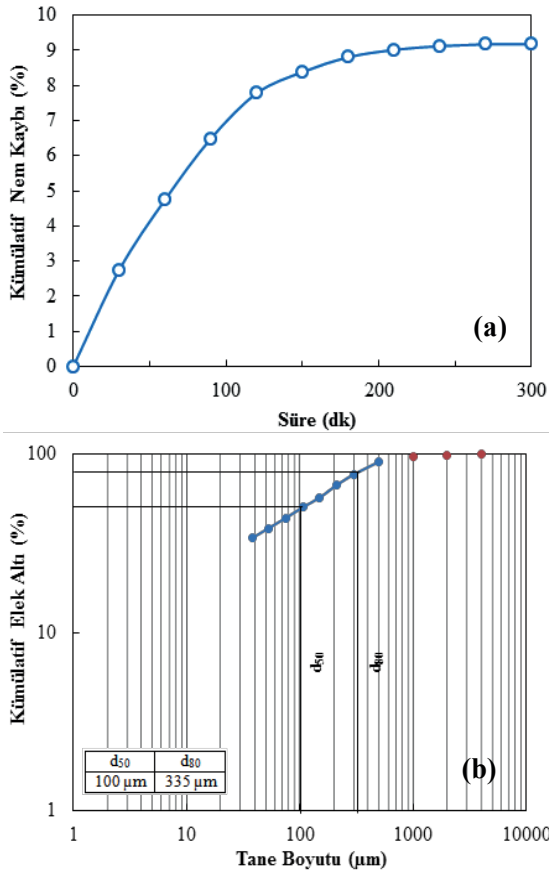 10
9
8
7
6
5
4
3
2
1
0
Kümülatif Nem Kaybı (%)
(a)
0
100
200
300
Süre (dk)
100
10
1
Kümülatif Elek Altı (%)
d50
d80
d50 d80
100 µm 335 µm
(b)
1
10
100
1000
10000
Tane Boyutu (µm)